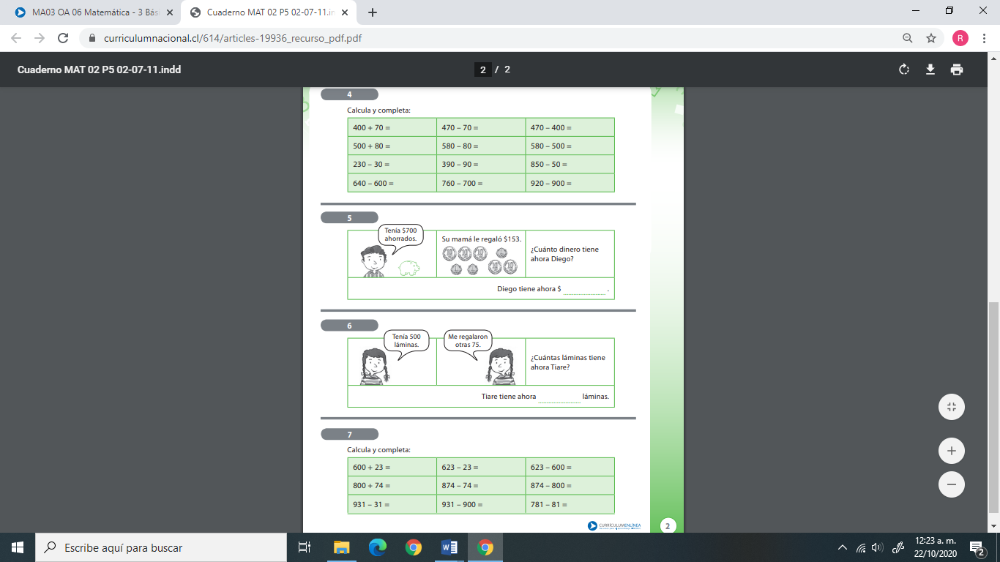 MA03 OA 06 Matemática - 3 Bás
Cuaderno MAT 02 P5 02-07-11.in
curriculumnacional.cl/614/articles-19936_recurso_pdf.pdf
R
Cuaderno MAT 02 P5 02-07-11.indd
2 / 2
4
Calcula y completa:
400 + 70 = 470 – 70 = 470 – 400 =
500 + 80 = 580 – 80 = 580 – 500 =
230 – 30 = 390 – 90 = 850 – 50 =
640 – 600 = 760 – 700 = 920 – 900 =
5
Tenía $700
ahorrados.
Su mamá le regaló $153.
¿Cuánto dinero tiene
ahora Diego?
Diego tiene ahora $ .
6
Tenía 500
láminas.
Me regalaron
otras 75.
¿Cuántas láminas tiene
ahora Tiare?
Tiare tiene ahora láminas.
7
Calcula y completa:
600 + 23 = 623 – 23 = 623 – 600 =
800 + 74 = 874 – 74 = 874 – 800 =
931 – 31 = 931 – 900 = 781 – 81 =
CURRÍCULUMENLÍNEA
2
Escribe aquí para buscar
12:23 a. m.
22/10/2020
2